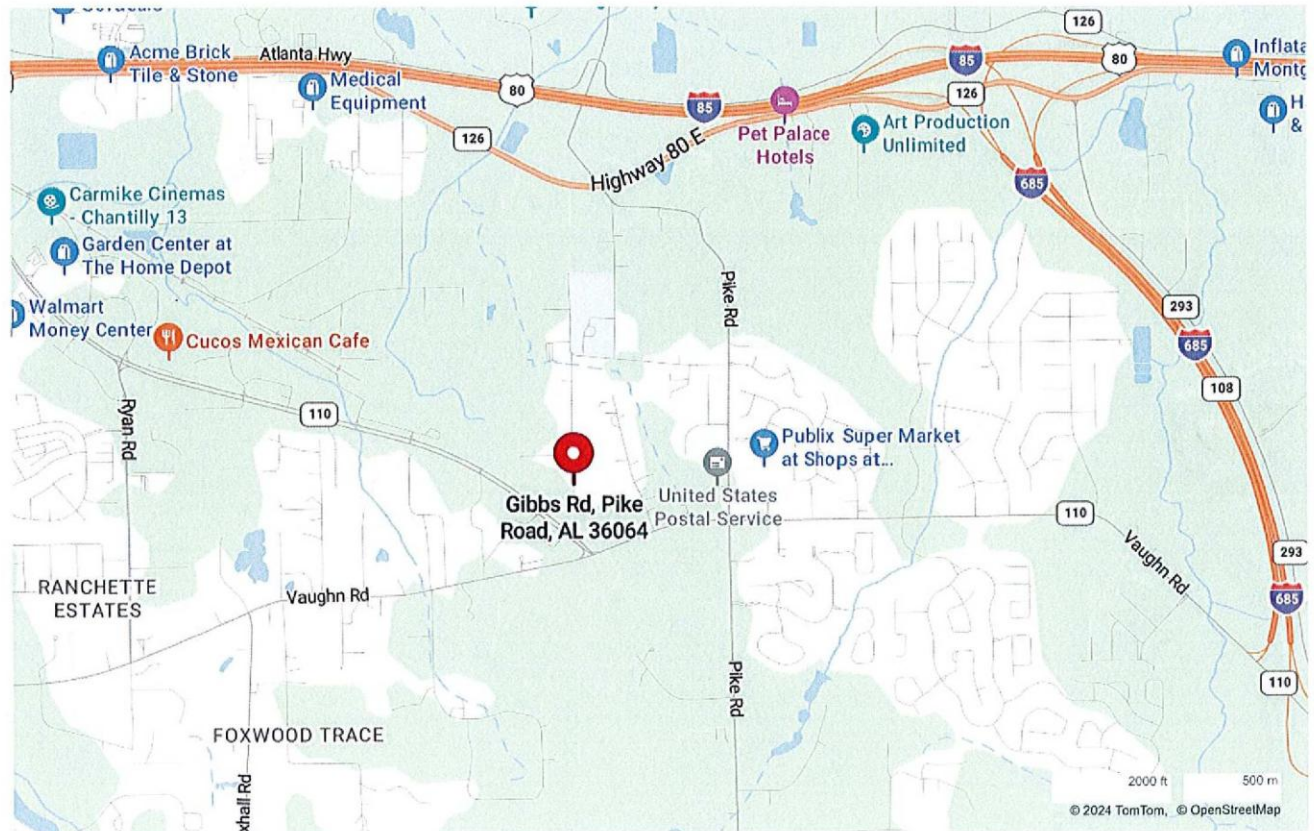 126
Acme Brick
Tile & Stone
Atlanta Hwy
Medical
Equipment
80
85
126
Pet Palace
Hotels
Highway 80 E
85
126
80
Art Production
Unlimited
685
Carmike Cinemas
- Chantilly 13
Garden Center at
The Home Depot
Walmart
Money Center
Cucos Mexican Cafe
Pike Rd
293
685
108
Ryan Rd
110
Publix Super Market
at Shops at...
United States
Postal Service
Gibbs Rd, Pike
Road, AL 36064
110
Vaughn Rd
293
685
110
RANCHETTE
ESTATES
Vaughn Rd
Pike Rd
FOXWOOD TRACE
xhall Rd
2000 ft
500 m
© 2024 TomTom, © OpenStreetMap